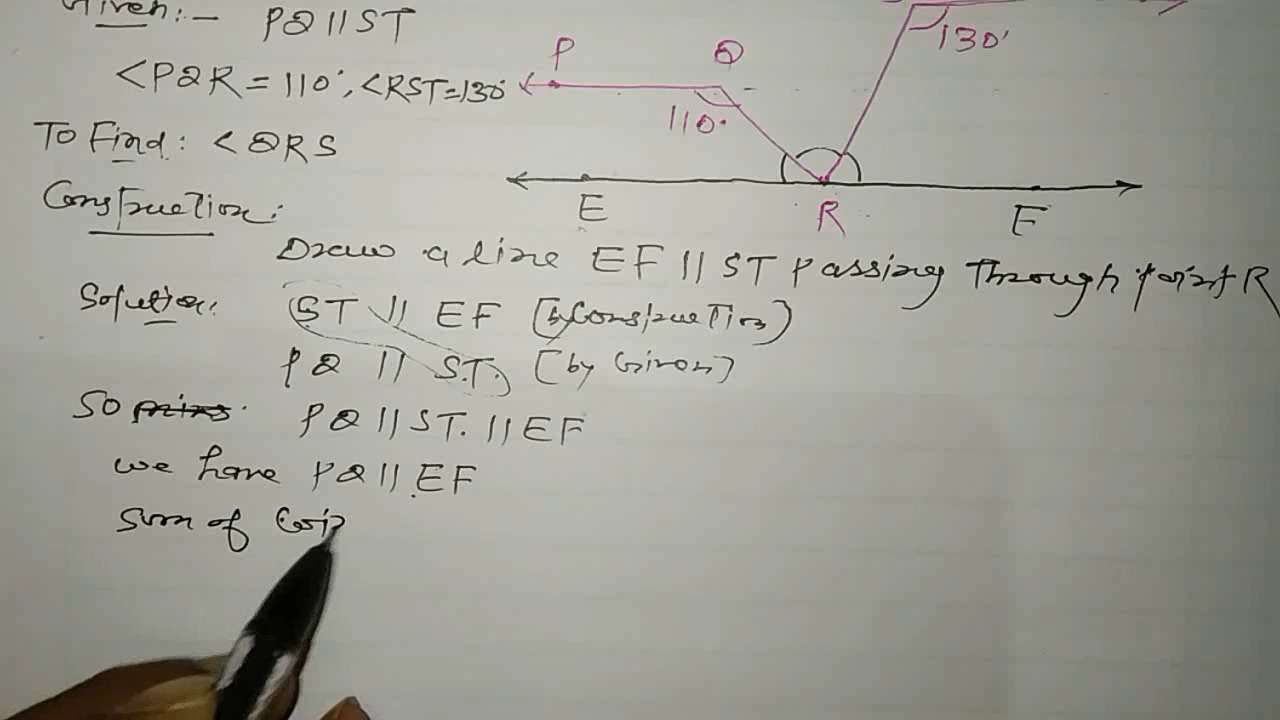 Given:- PQ || ST
<PQR = 110°, <RST=130°
To Find: <QRS
Construction:
Draw a line EF || ST passing through point R
Solution: ST || EF [by Construction)
PQ || S.T. [by Given)
So PQ || ST. || EF
we have PQ || EF
Sum of
130°
P Q
110°
E R F